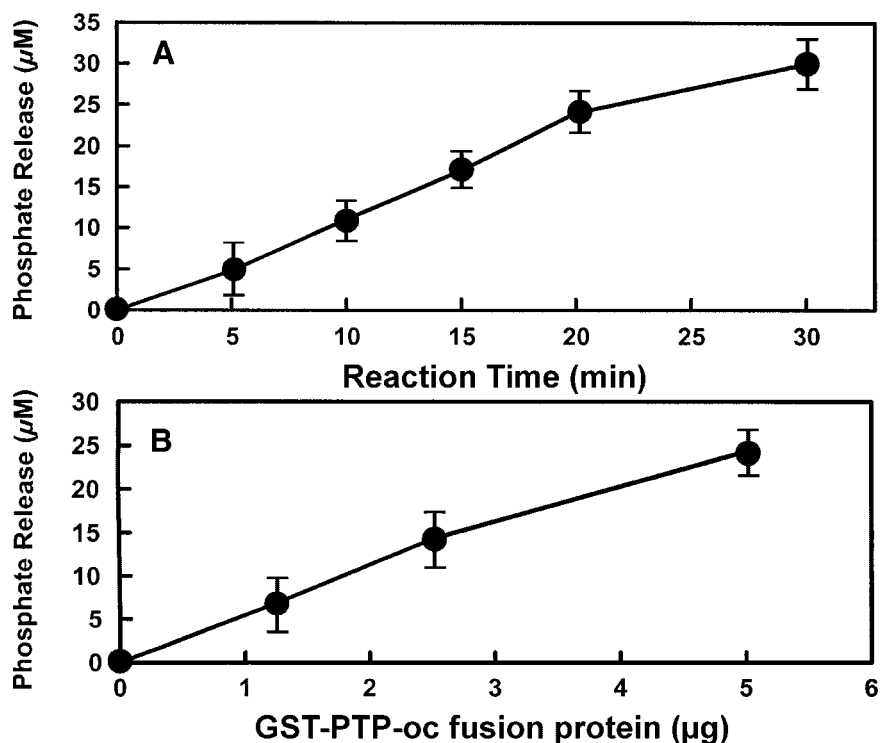 A
Phosphate Release (µM)
35
30
25
20
15
10
5
0
0 5 10 15 20 25 30
Reaction Time (min)
B
Phosphate Release (µM)
30
25
20
15
10
5
0
0 1 2 3 4 5 6
GST-PTP-oc fusion protein (µg)